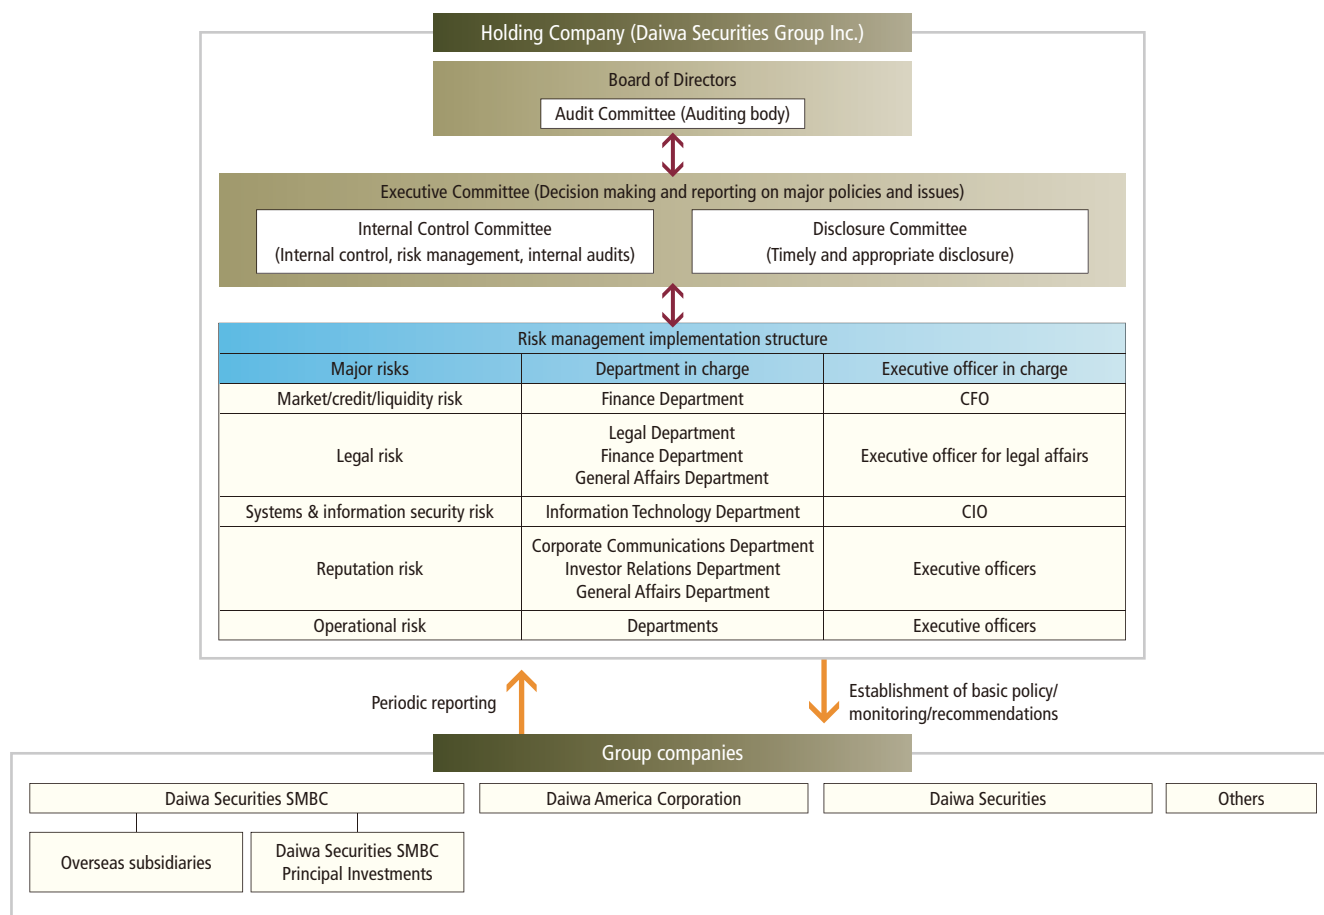 Holding Company (Daiwa Securities Group Inc.)
Board of Directors
Audit Committee (Auditing body)
Executive Committee (Decision making and reporting on major policies and issues)
Internal Control Committee
(Internal control, risk management, internal audits)
Disclosure Committee
(Timely and appropriate disclosure)
Risk management implementation structure
Major risks
Department in charge
Executive officer in charge
Market/credit/liquidity risk
Finance Department
CFO
Legal risk
Legal Department
Finance Department
General Affairs Department
Executive officer for legal affairs
Systems & information security risk
Information Technology Department
CIO
Reputation risk
Corporate Communications Department
Investor Relations Department
General Affairs Department
Executive officers
Operational risk
Departments
Executive officers
Periodic reporting
Establishment of basic policy/
monitoring/recommendations
Group companies
Daiwa Securities SMBC
Daiwa America Corporation
Daiwa Securities
Others
Overseas subsidiaries
Daiwa Securities SMBC
Principal Investments